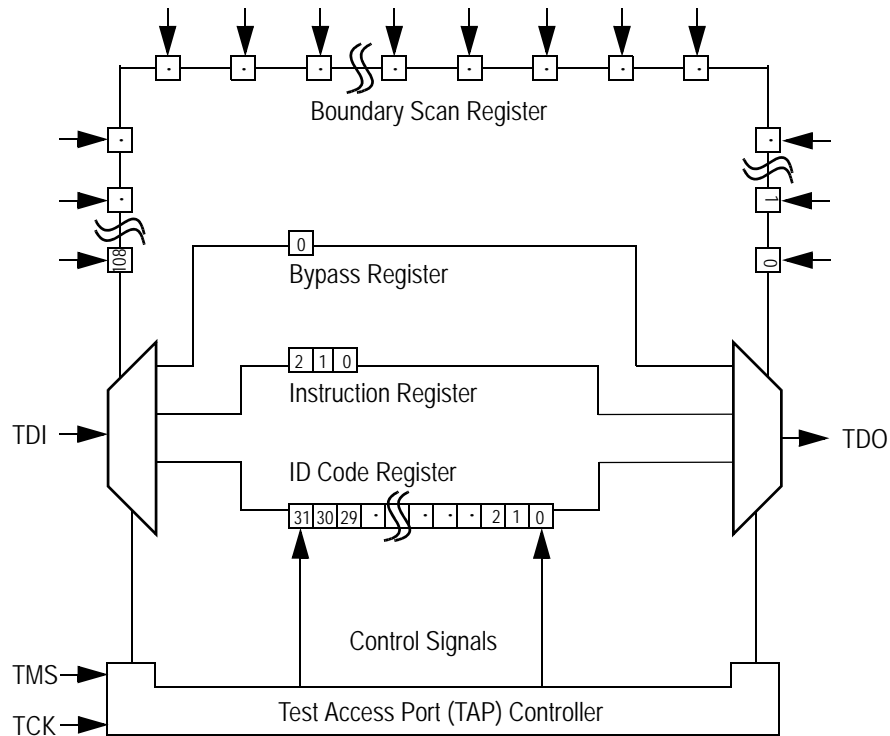 Boundary Scan Register
1
108
0
0
Bypass Register
2 1 0
Instruction Register
TDI
TDO
ID Code Register
31 30 29 · · · · 2 1 0
Control Signals
TMS
Test Access Port (TAP) Controller
TCK